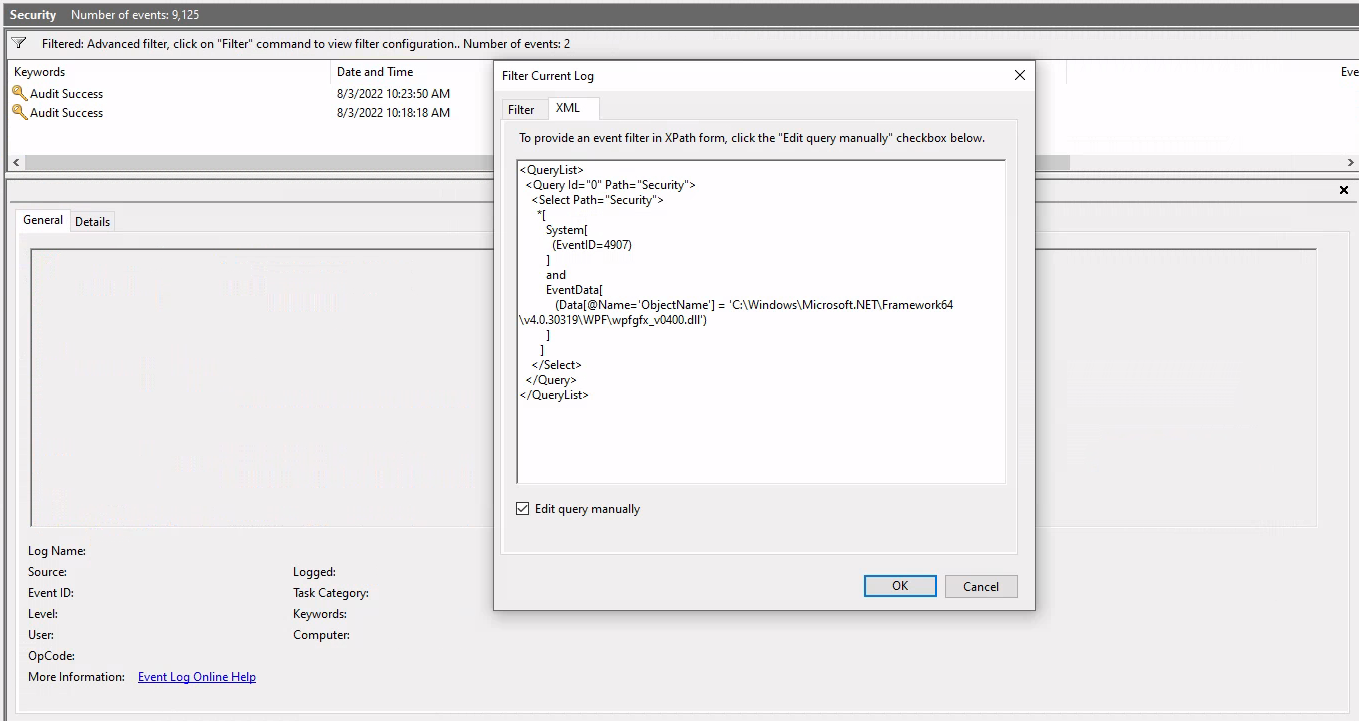 Security Number of events: 9,125
Filtered: Advanced filter, click on "Filter" command to view filter configuration.. Number of events: 2
Keywords Date and Time Eve
Audit Success 8/3/2022 10:23:50 AM
Audit Success 8/3/2022 10:18:18 AM
Filter Current Log
Filter XML
To provide an event filter in XPath form, click the "Edit query manually" checkbox below.
<QueryList>
<Query Id="0" Path="Security">
<Select Path="Security">
*[
System[
(EventID=4907)
]
and
EventData[
(Data[@Name='ObjectName'] = 'C:\Windows\Microsoft.NET\Framework64
\v4.0.30319\WPF\wpfgfx_v0400.dll')
]
]
</Select>
</Query>
</QueryList>
Edit query manually
OK Cancel
General Details
Log Name:
Source: Logged:
Event ID: Task Category:
Level: Keywords:
User: Computer:
OpCode:
More Information: Event Log Online Help